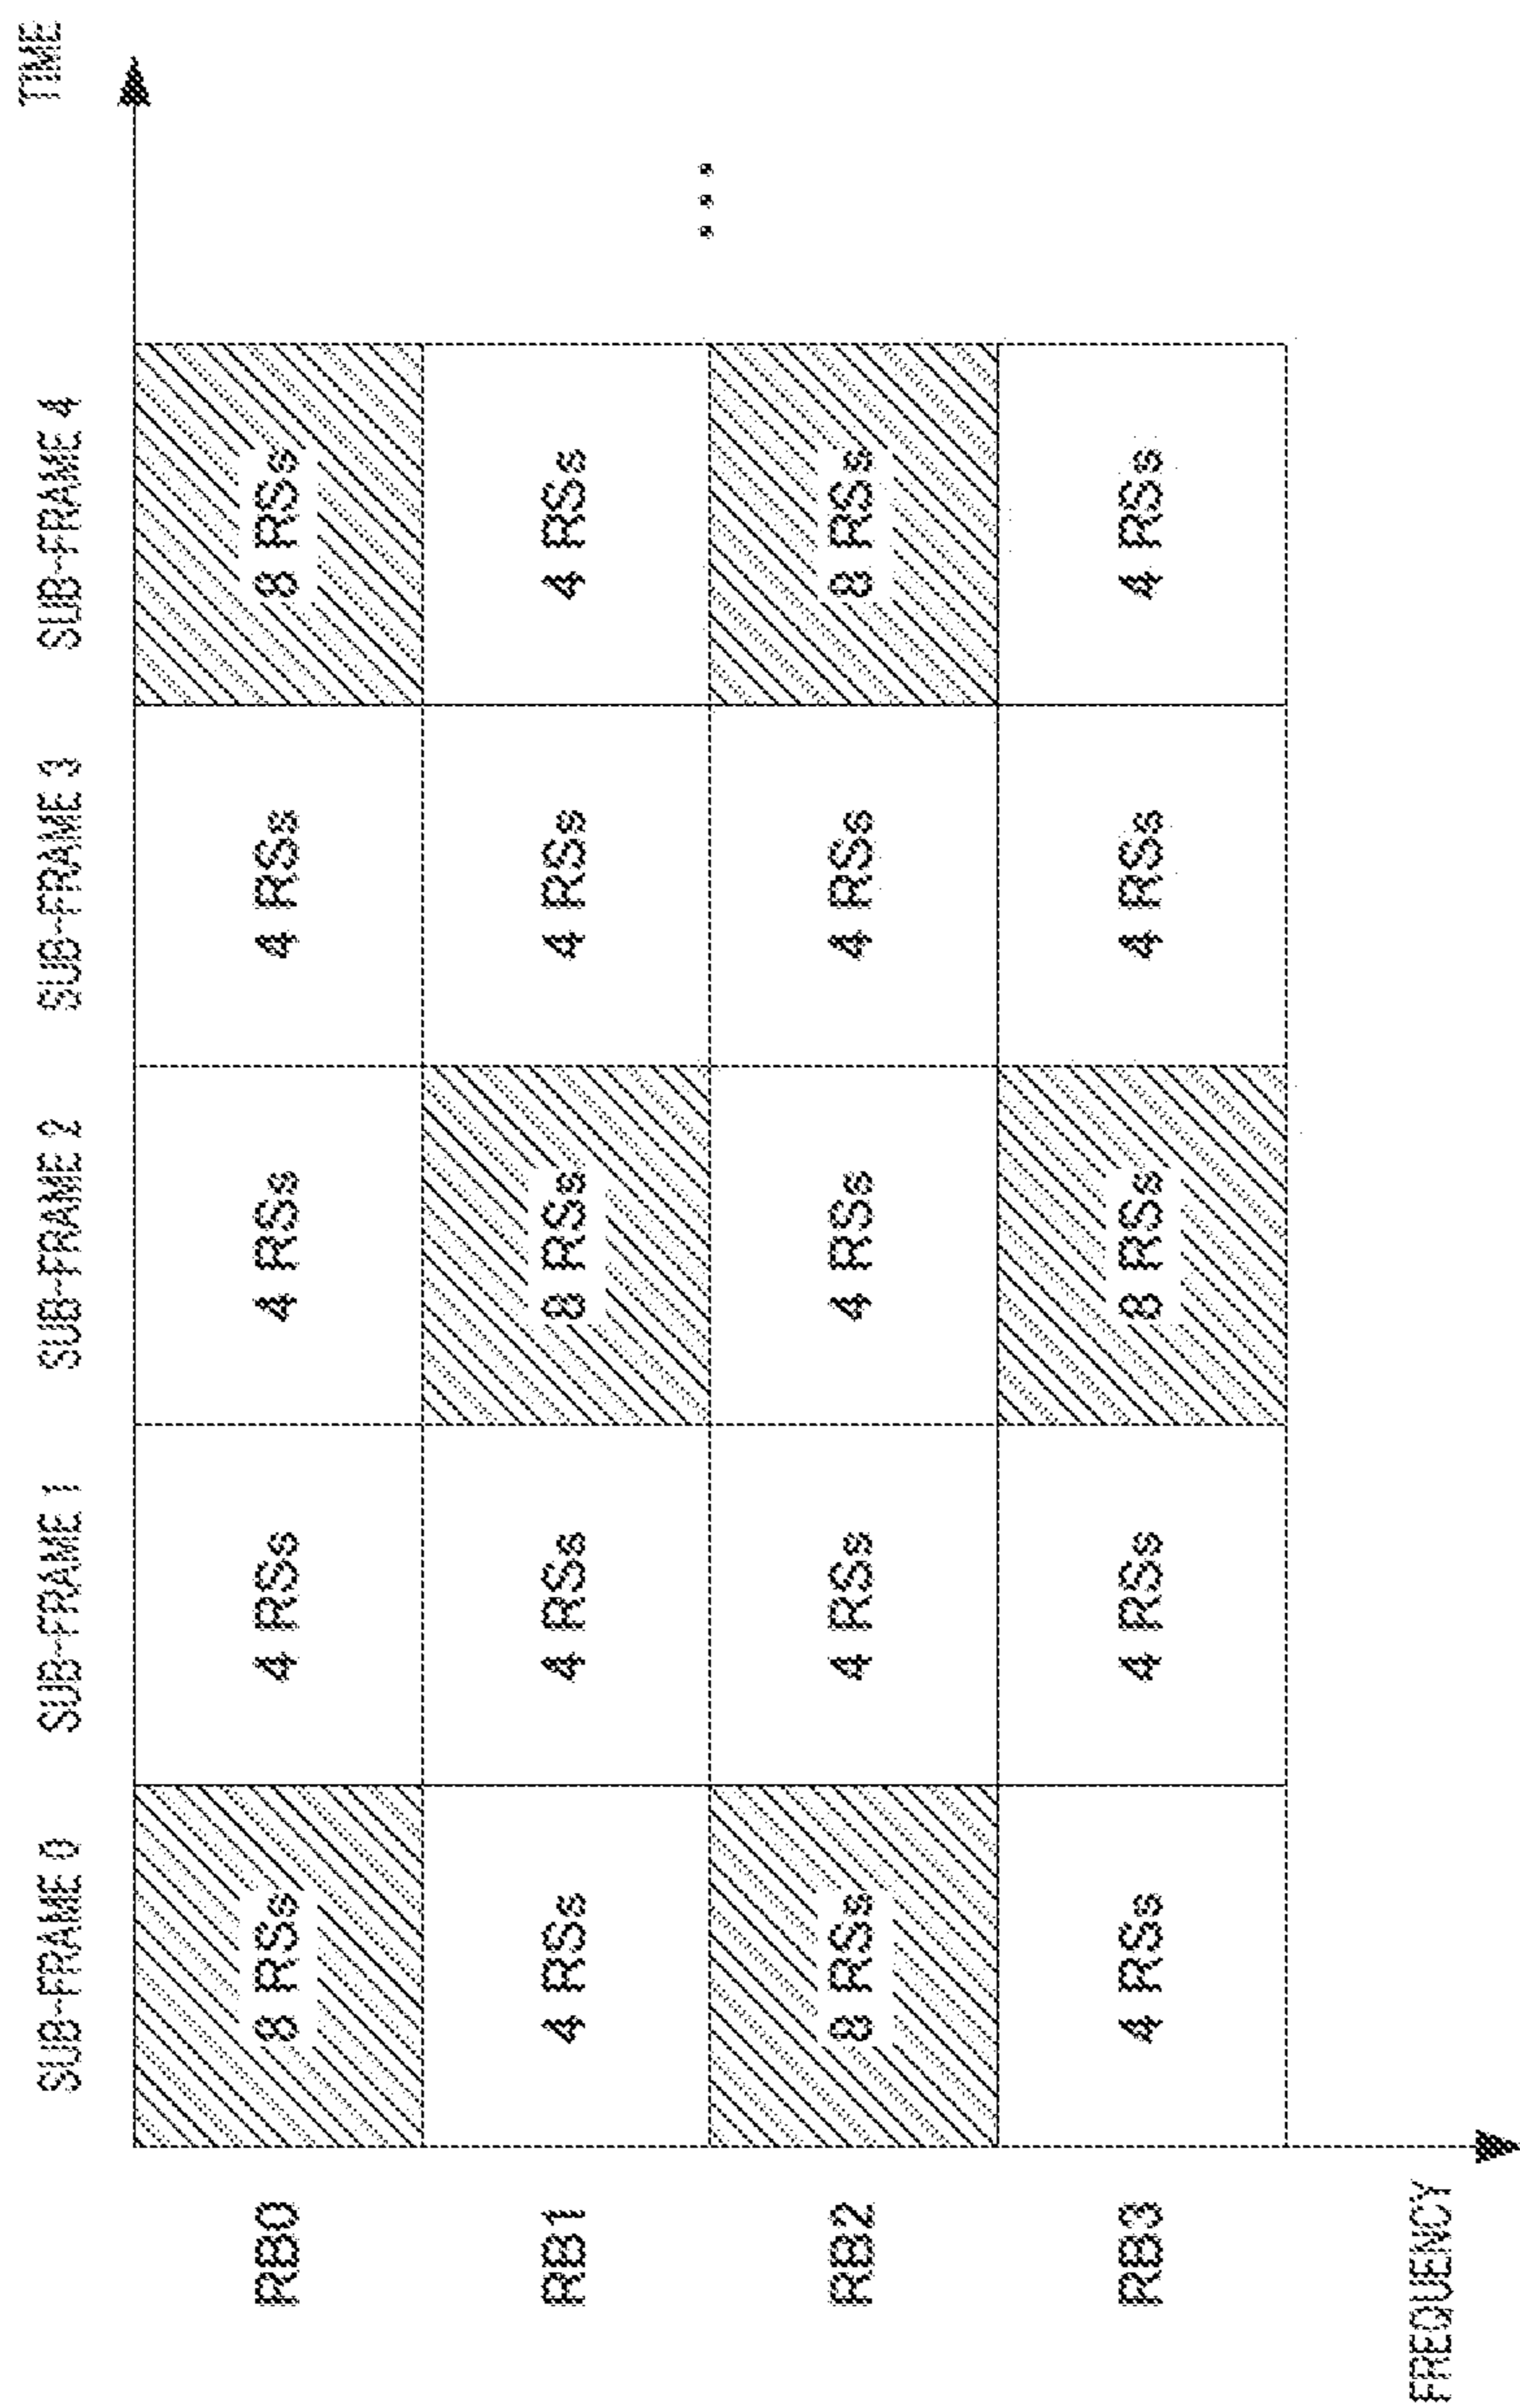 TIME
SUB-FRAME 0 SUB-FRAME 1 SUB-FRAME 2 SUB-FRAME 3 SUB-FRAME 4
RB0 8 RSs 4 RSs 4 RSs 4 RSs 8 RSs
RB1 4 RSs 4 RSs 8 RSs 4 RSs 4 RSs
...
RB2 8 RSs 4 RSs 4 RSs 4 RSs 8 RSs
RB3 4 RSs 4 RSs 8 RSs 4 RSs 4 RSs
FREQUENCY